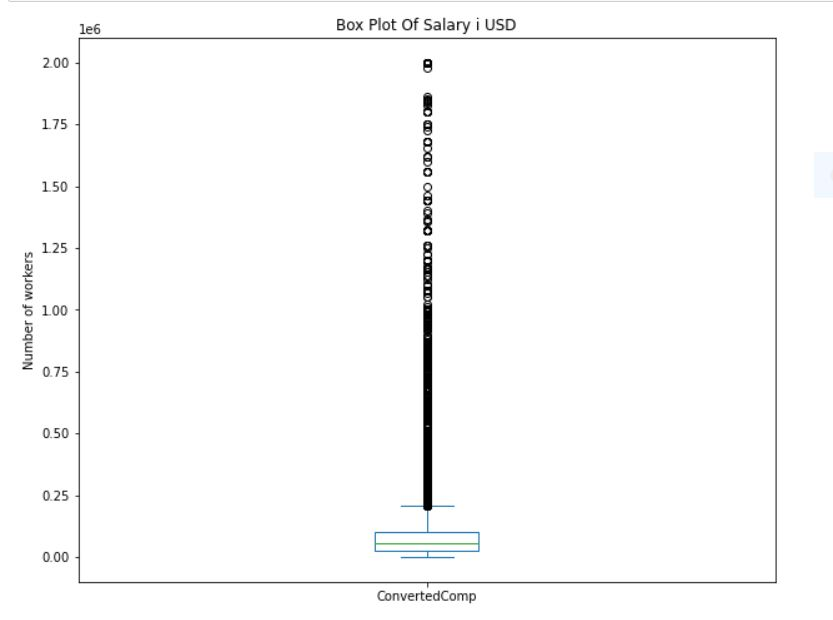 Box Plot Of Salary i USD
1e6
2.00
1.75
1.50
1.25
1.00
0.75
0.50
0.25
0.00
Number of workers
ConvertedComp